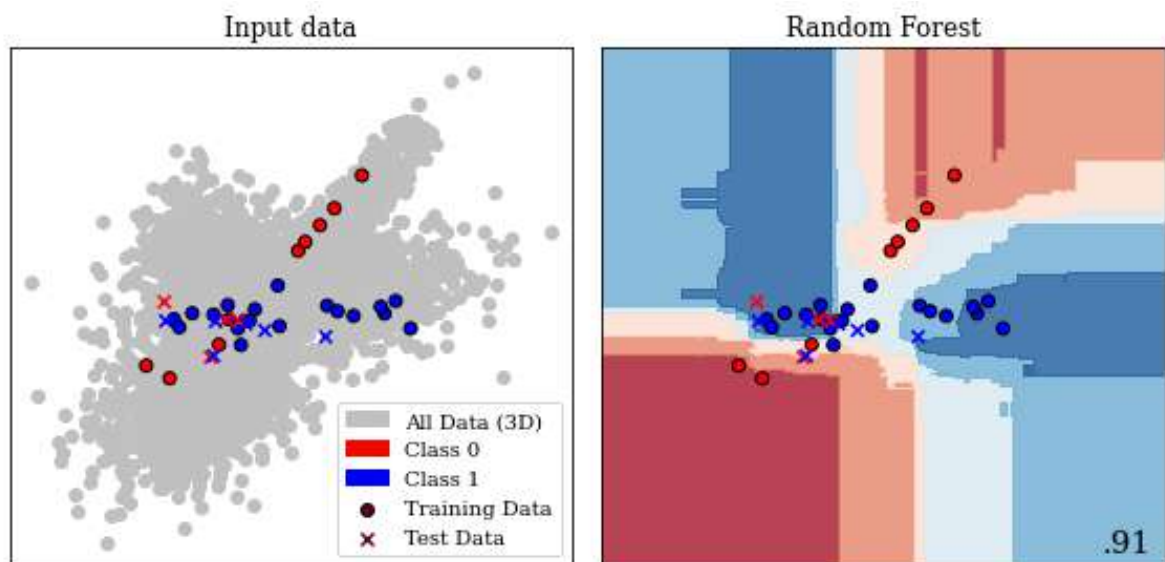 Input data
Random Forest
All Data (3D)
Class 0
Class 1
Training Data
Test Data
.91